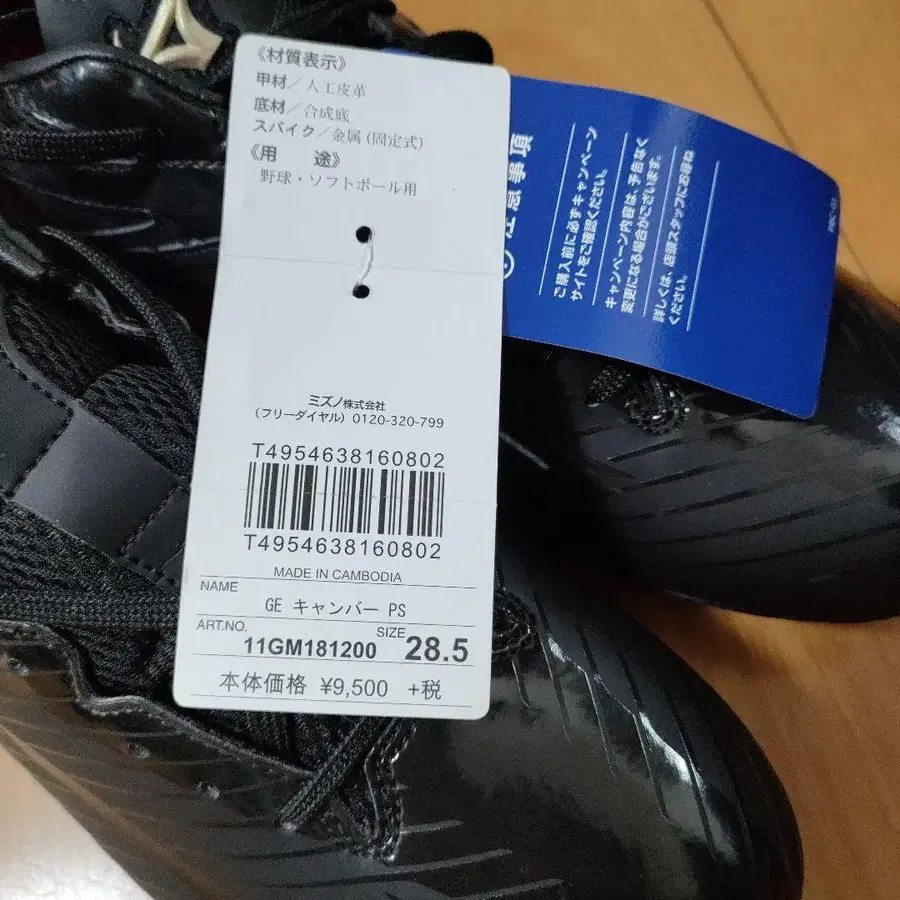 《材質表示》
甲材／人工皮革
底材／合成底
スパイク／金属(固定式)
《用 途》
野球・ソフトボール用
ミズノ株式会社
(フリーダイヤル) 0120-320-799
T4954638160802
T4954638160802
MADE IN CAMBODIA
NAME
GE キャンバー PS
ART.NO.
11GM181200
SIZE
28.5
本体価格 ¥9,500 +税
注意事項
ご購入前に必ずキャンペーン
サイトをご確認ください。
キャンペーン内容は、予告なく
変更になる場合がございます。
詳しくは、店頭スタッフにお尋ね
ください。